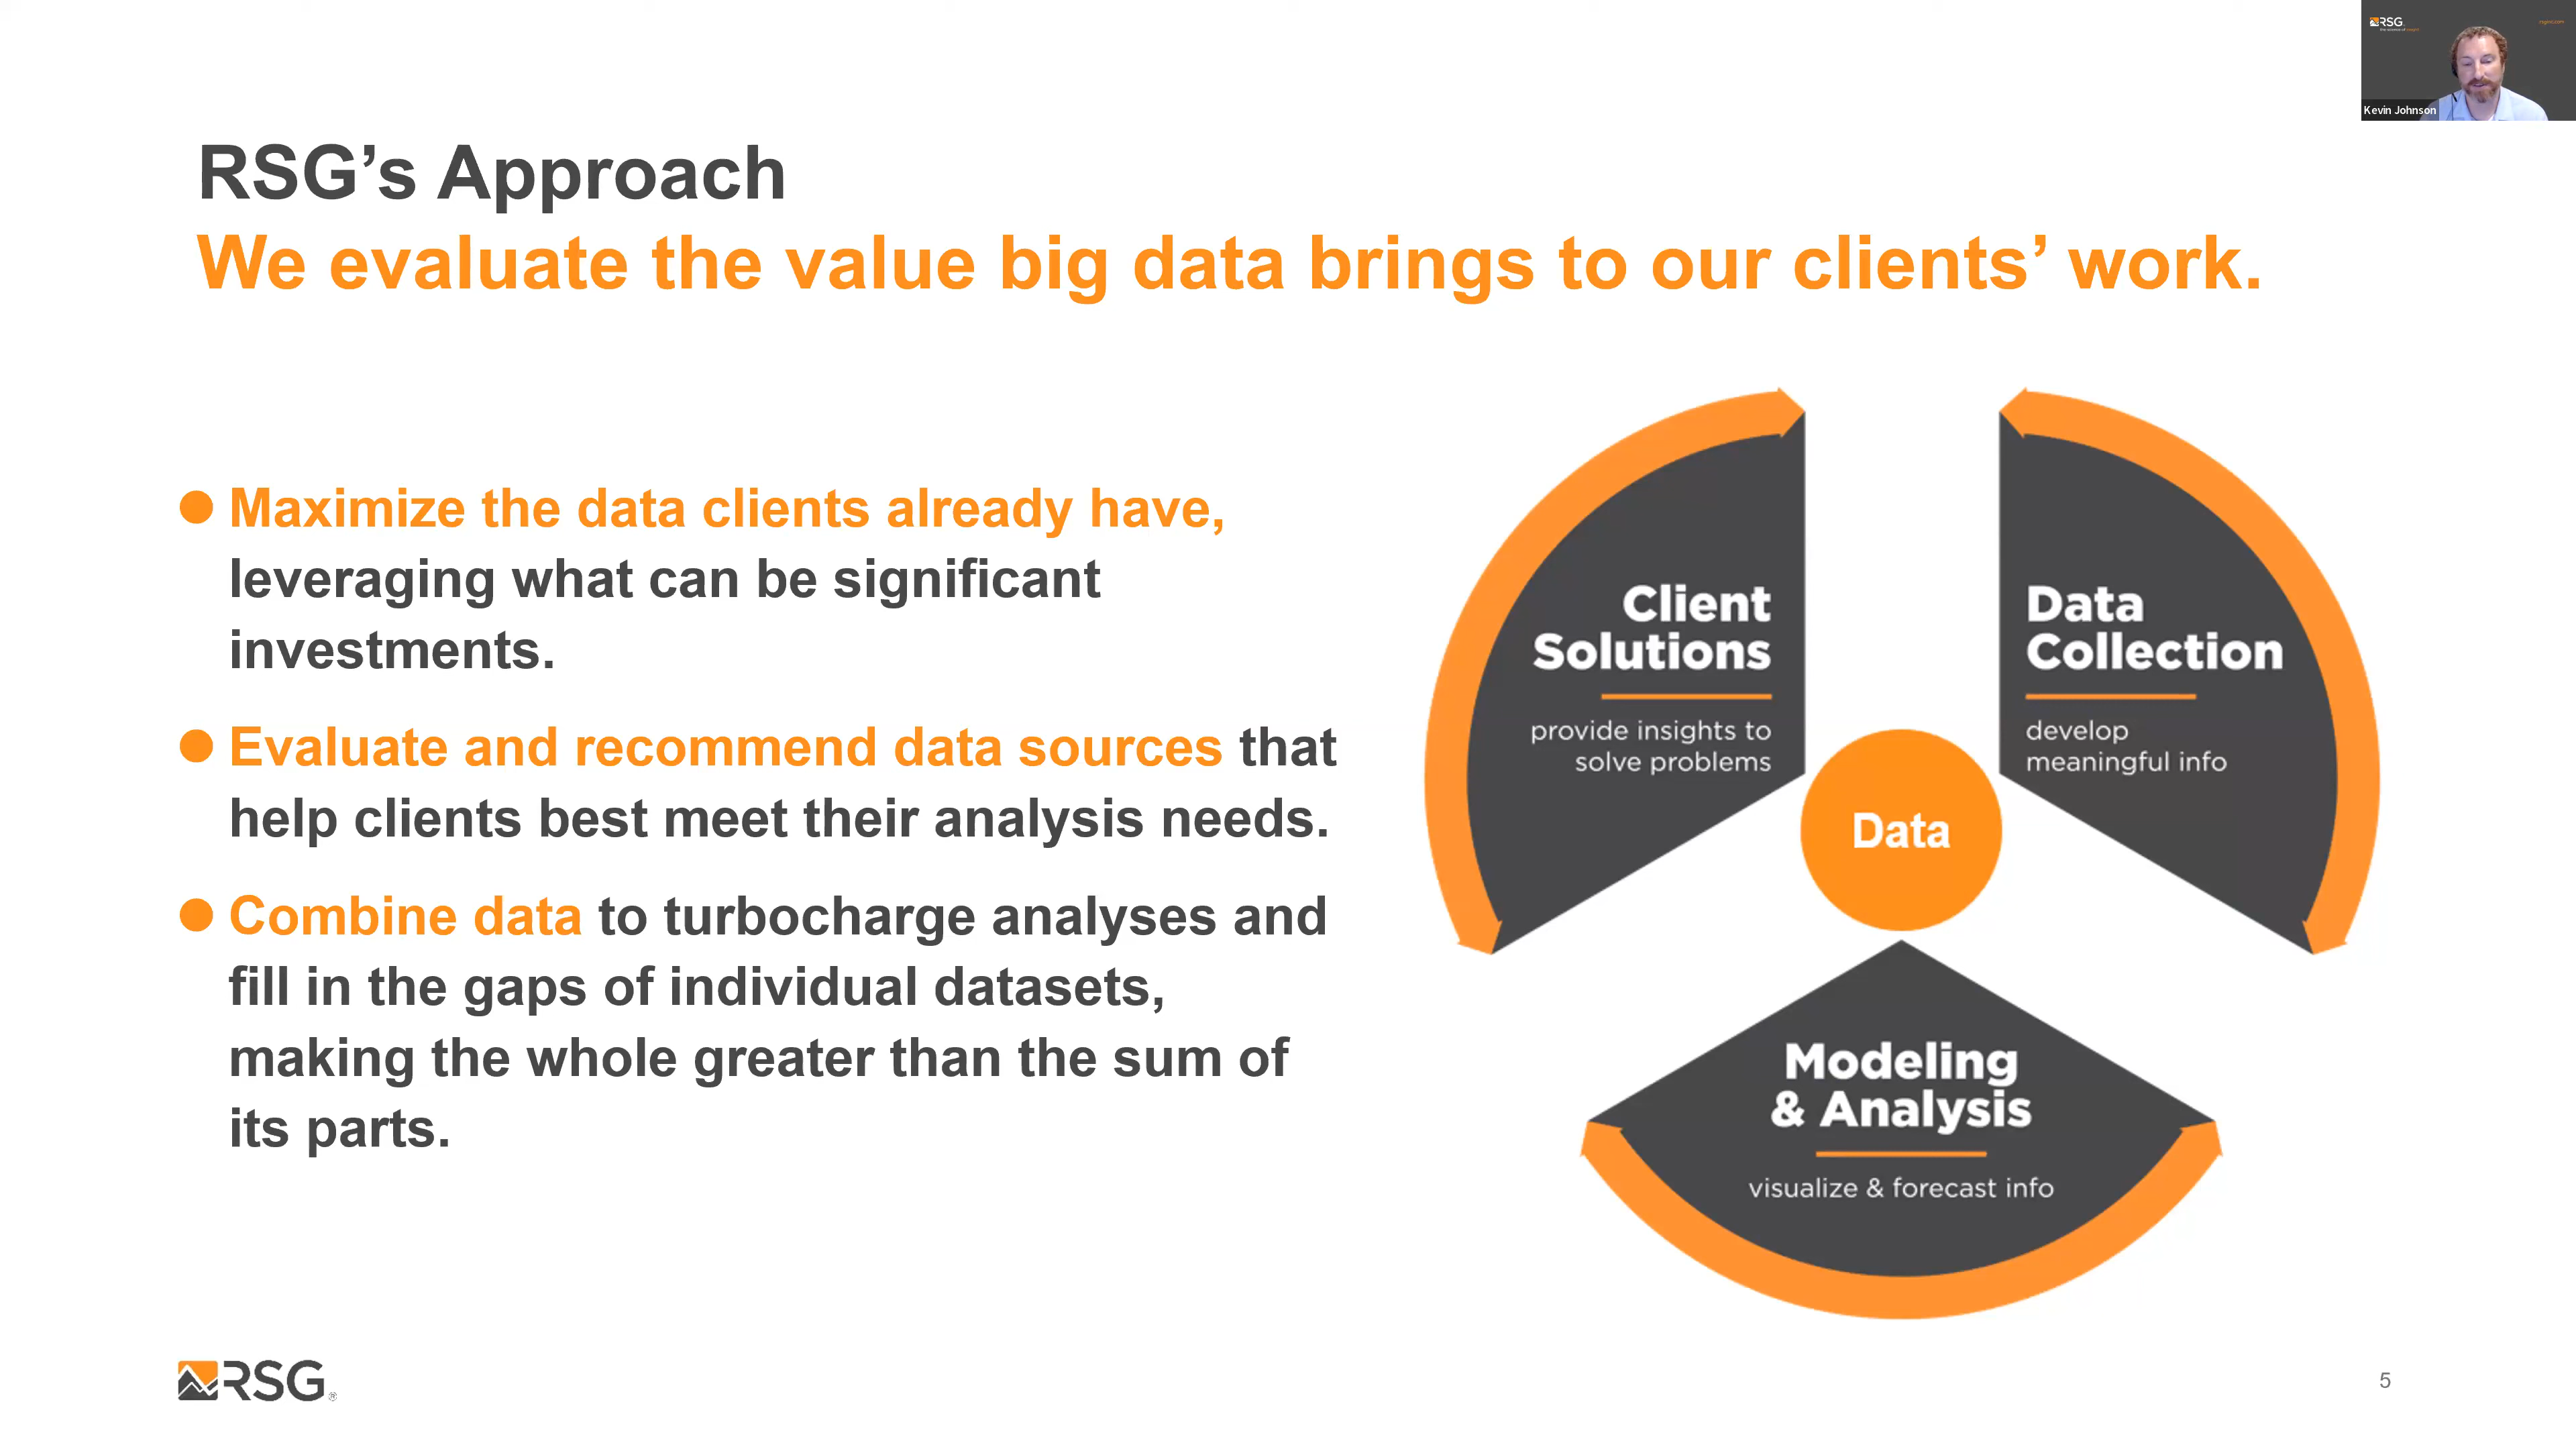 RSG
the science of insight
Kevin Johnson
RSG’s Approach
We evaluate the value big data brings to our clients’ work.
Maximize the data clients already have,
leveraging what can be significant
investments.
Evaluate and recommend data sources that
help clients best meet their analysis needs.
Combine data to turbocharge analyses and
fill in the gaps of individual datasets,
making the whole greater than the sum of
its parts.
Client
Solutions
provide insights to
solve problems
Data
Collection
develop
meaningful info
Data
Modeling
& Analysis
visualize & forecast info
RSG®
5